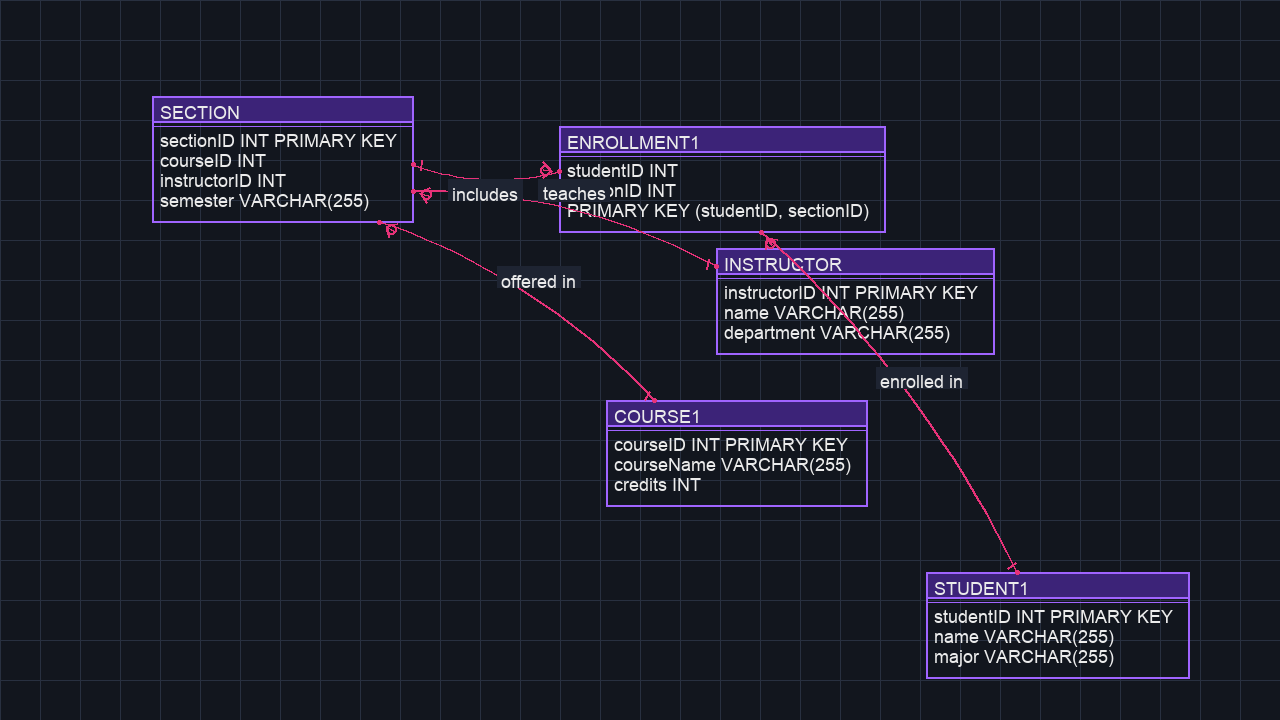 SECTION
sectionID INT PRIMARY KEY
courseID INT
instructorID INT
semester VARCHAR(255)
ENROLLMENT1
studentID INT
onID INT
PRIMARY KEY (studentID, sectionID)
includes
teaches
INSTRUCTOR
instructorID INT PRIMARY KEY
name VARCHAR(255)
department VARCHAR(255)
offered in
enrolled in
COURSE1
courseID INT PRIMARY KEY
courseName VARCHAR(255)
credits INT
STUDENT1
studentID INT PRIMARY KEY
name VARCHAR(255)
major VARCHAR(255)